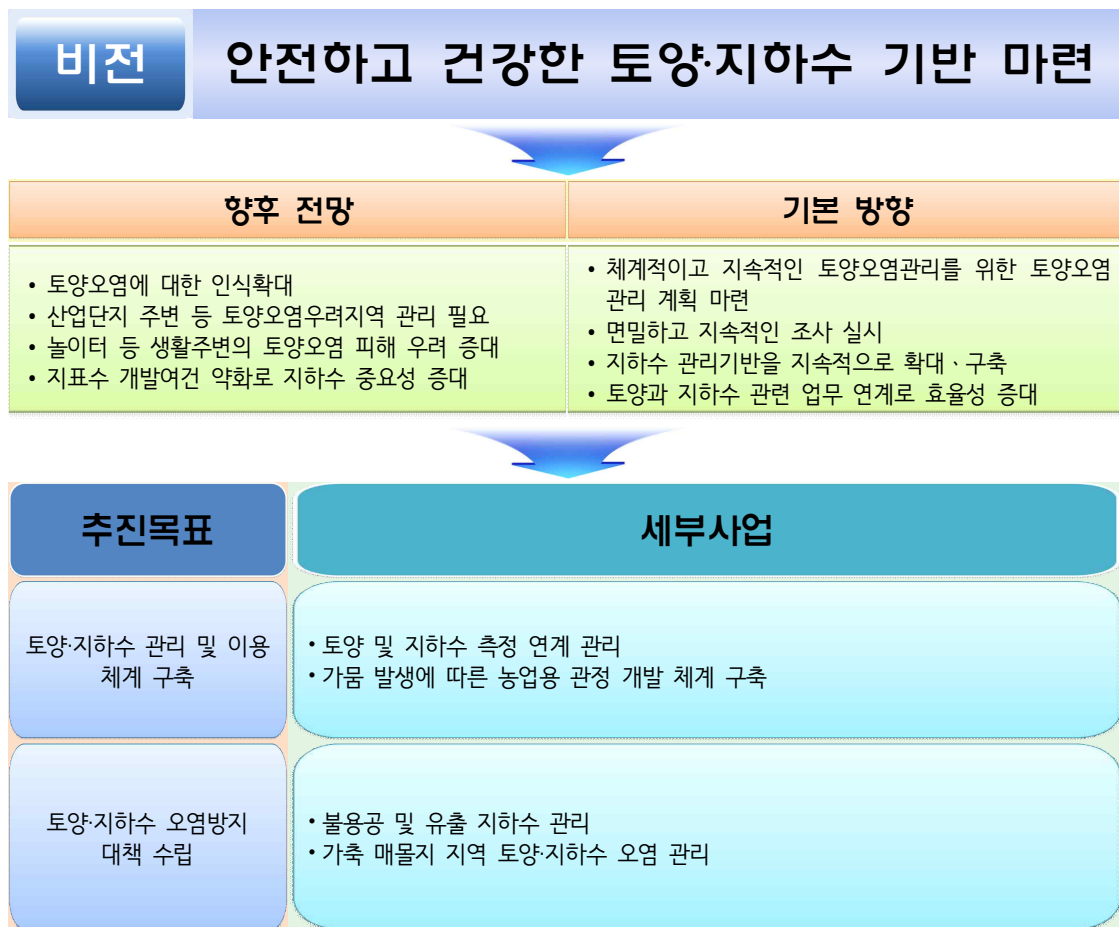 비전
안전하고 건강한 토양·지하수 기반 마련
향후 전망
• 토양오염에 대한 인식확대
• 산업단지 주변 등 토양오염우려지역 관리 필요
• 놀이터 등 생활주변의 토양오염 피해 우려 증대
• 지표수 개발여건 약화로 지하수 중요성 증대
기본 방향
• 체계적이고 지속적인 토양오염관리를 위한 토양오염
관리 계획 마련
• 면밀하고 지속적인 조사 실시
• 지하수 관리기반을 지속적으로 확대ㆍ구축
• 토양과 지하수 관련 업무 연계로 효율성 증대
추진목표
세부사업
토양·지하수 관리 및 이용
체계 구축
• 토양 및 지하수 측정 연계 관리
• 가뭄 발생에 따른 농업용 관정 개발 체계 구축
토양·지하수 오염방지
대책 수립
• 불용공 및 유출 지하수 관리
• 가축 매몰지 지역 토양·지하수 오염 관리